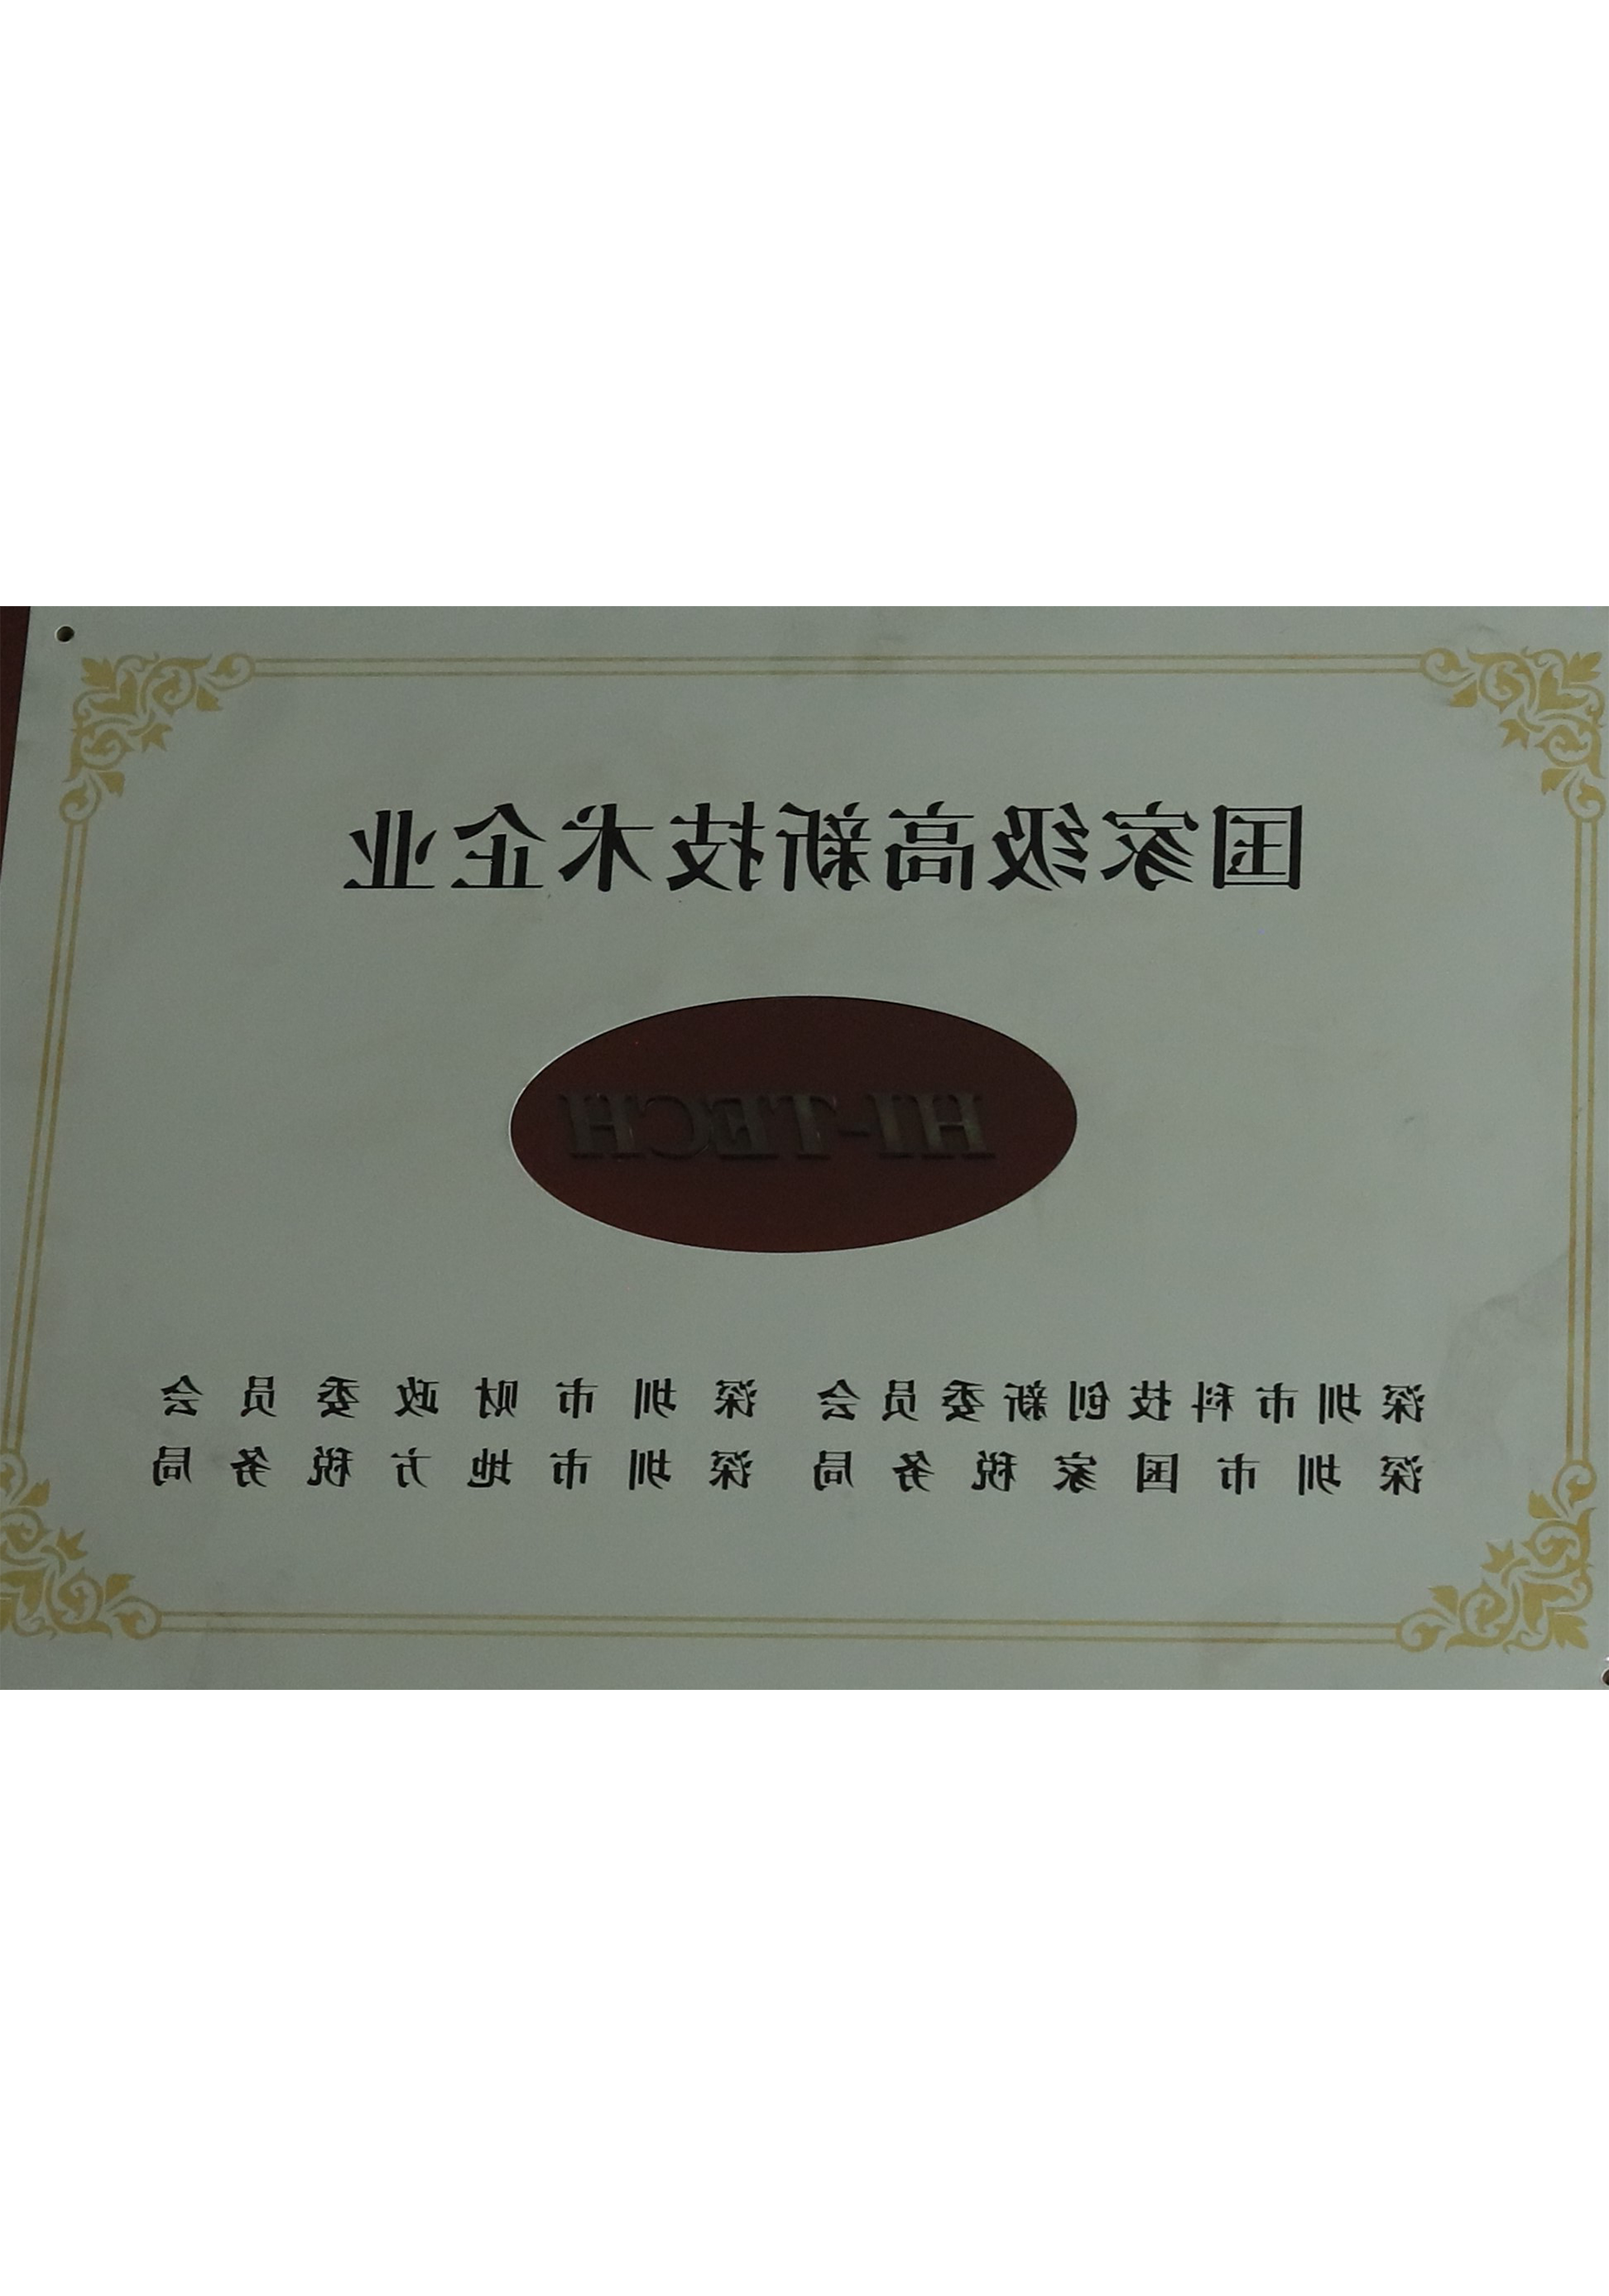 国家级高新技术企业
HI-TECH
深圳市科技创新委员会 深圳市财政委员会
深圳市国家税务局 深圳市地方税务局